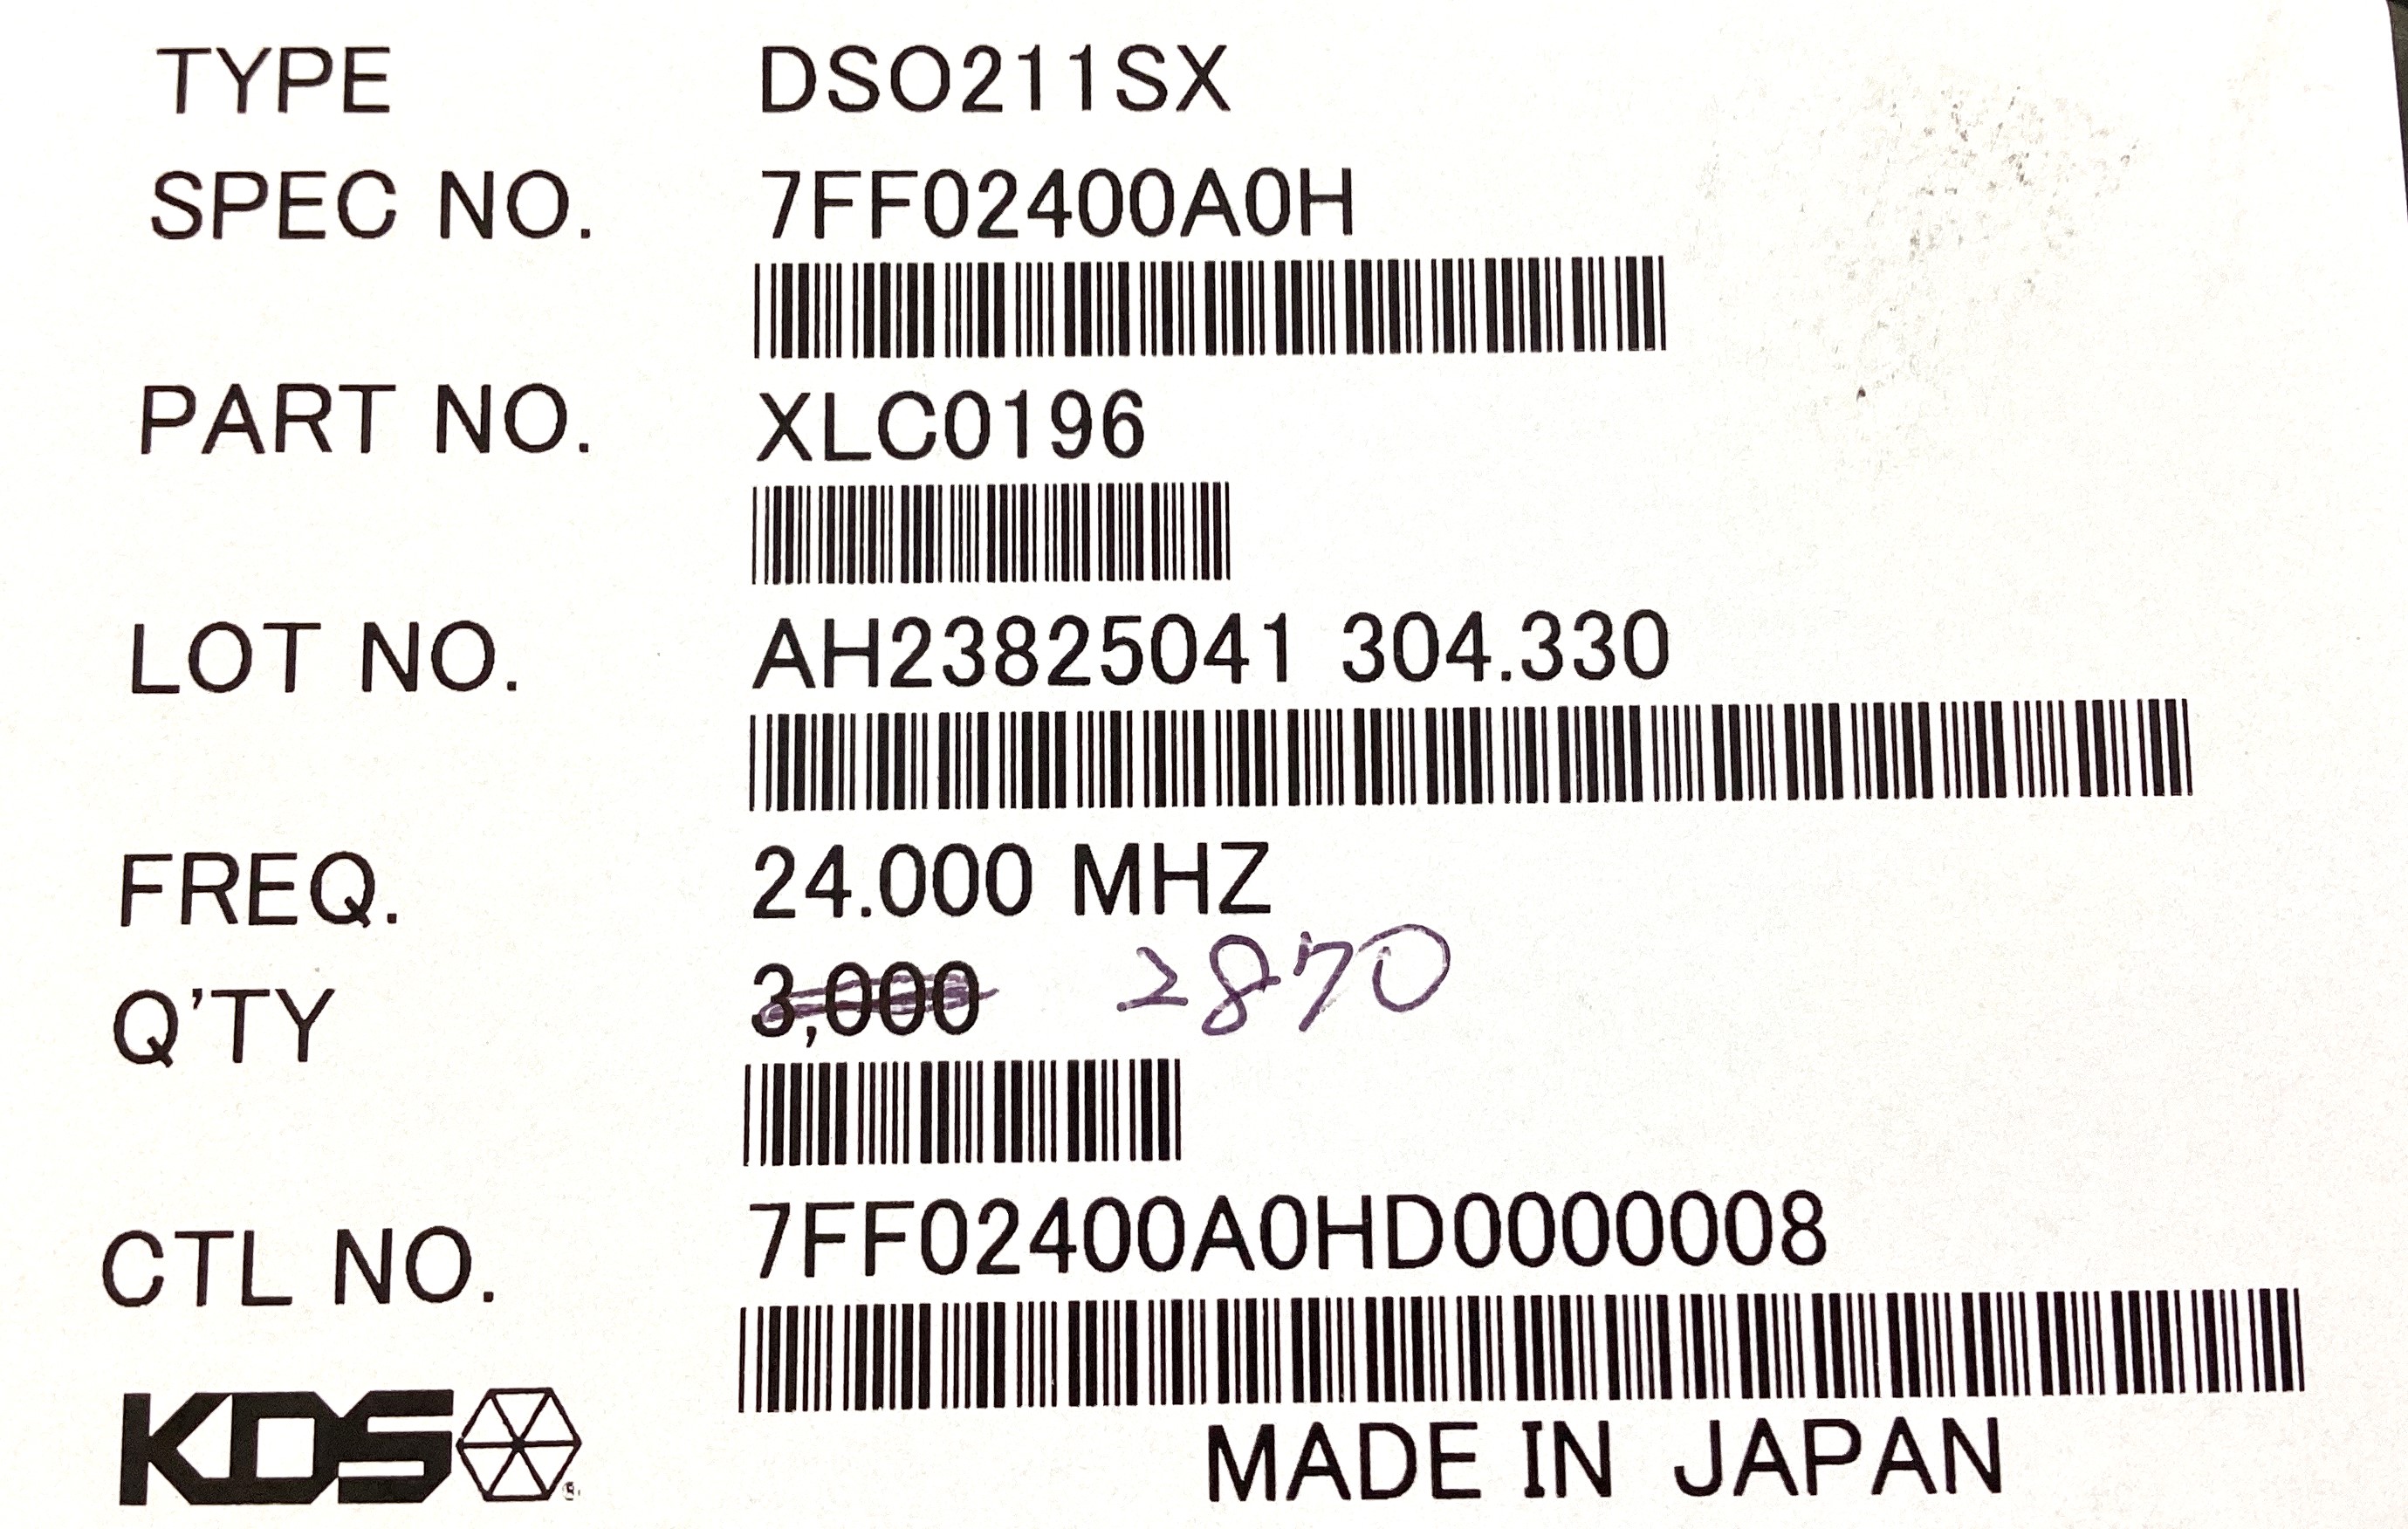 TYPE DSO211SX
SPEC NO. 7FF02400A0H
PART NO. XLC0196
LOT NO. AH23825041 304.330
FREQ. 24.000 MHZ
Q'TY 3,000 2870
CTL NO. 7FF02400A0HD0000008
KDS ®
MADE IN JAPAN